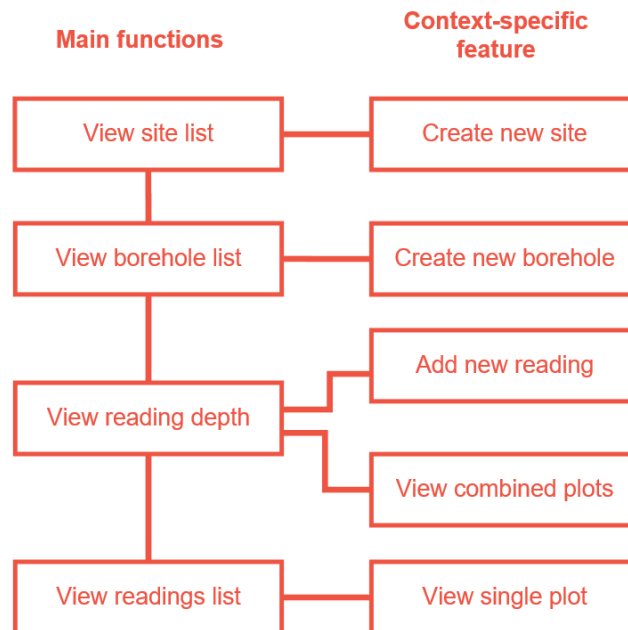 Main functions
Context-specific
feature
View site list
Create new site
View borehole list
Create new borehole
Add new reading
View reading depth
View combined plots
View readings list
View single plot